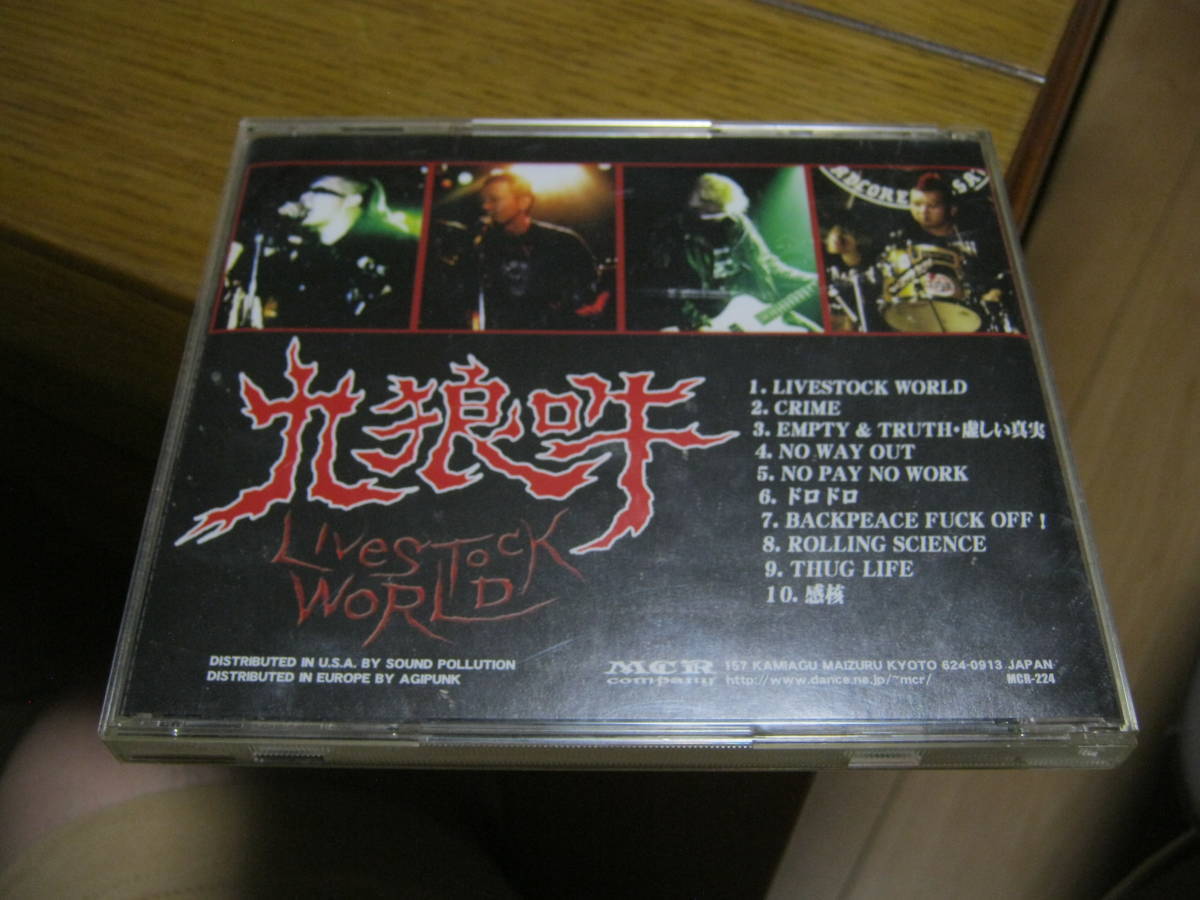 九狼吽
LIVESTOCK
WORLD
1. LIVESTOCK WORLD
2. CRIME
3. EMPTY & TRUTH・虚しい真実
4. NO WAY OUT
5. NO PAY NO WORK
6. ドロドロ
7. BACKPEACE FUCK OFF !
8. ROLLING SCIENCE
9. THUG LIFE
10. 感核
DISTRIBUTED IN U.S.A. BY SOUND POLLUTION
DISTRIBUTED IN EUROPE BY AGIPUNK
MCR company
157 KAMIAGU MAIZURU KYOTO 624-0913 JAPAN
http://www.dance.ne.jp/~mcr/ MCR-224